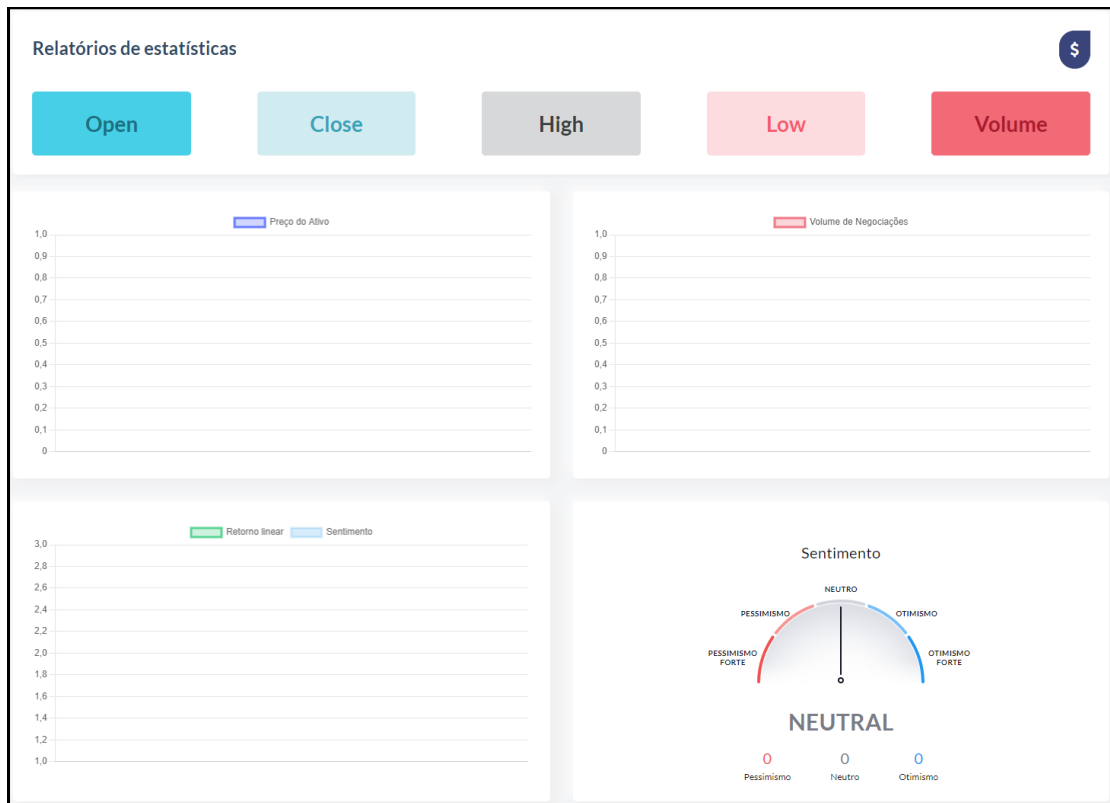 Relatórios de estatísticas
$
Open
Close
High
Low
Volume
Preço do Ativo
1,0
0,9
0,8
0,7
0,6
0,5
0,4
0,3
0,2
0,1
0
Volume de Negociações
1,0
0,9
0,8
0,7
0,6
0,5
0,4
0,3
0,2
0,1
0
Retorno linear
Sentimento
3,0
2,8
2,6
2,4
2,2
2,0
1,8
1,6
1,4
1,2
1,0
Sentimento
NEUTRO
PESSIMISMO
OTIMISMO
PESSIMISMO
FORTE
OTIMISMO
FORTE
NEUTRAL
0
0
0
Pessimismo
Neutro
Otimismo